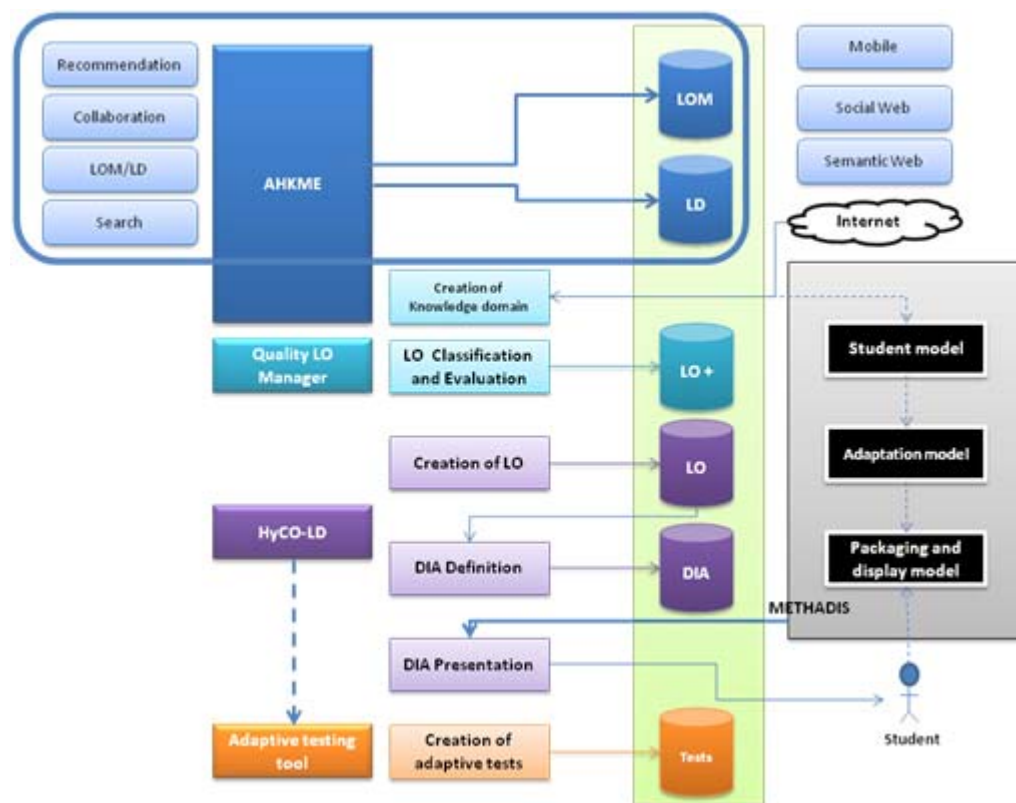 Recommendation
Collaboration
LOM/LD
Search
AHKME
LOM
LD
Mobile
Social Web
Semantic Web
Internet
Creation of
Knowledge domain
Quality LO
Manager
LO Classification
and Evaluation
LO +
Student model
Creation of LO
LO
Adaptation model
HyCO-LD
DIA Definition
DIA
Packaging and
display model
METHADIS
DIA Presentation
Student
Adaptive testing
tool
Creation of
adaptive tests
Tests